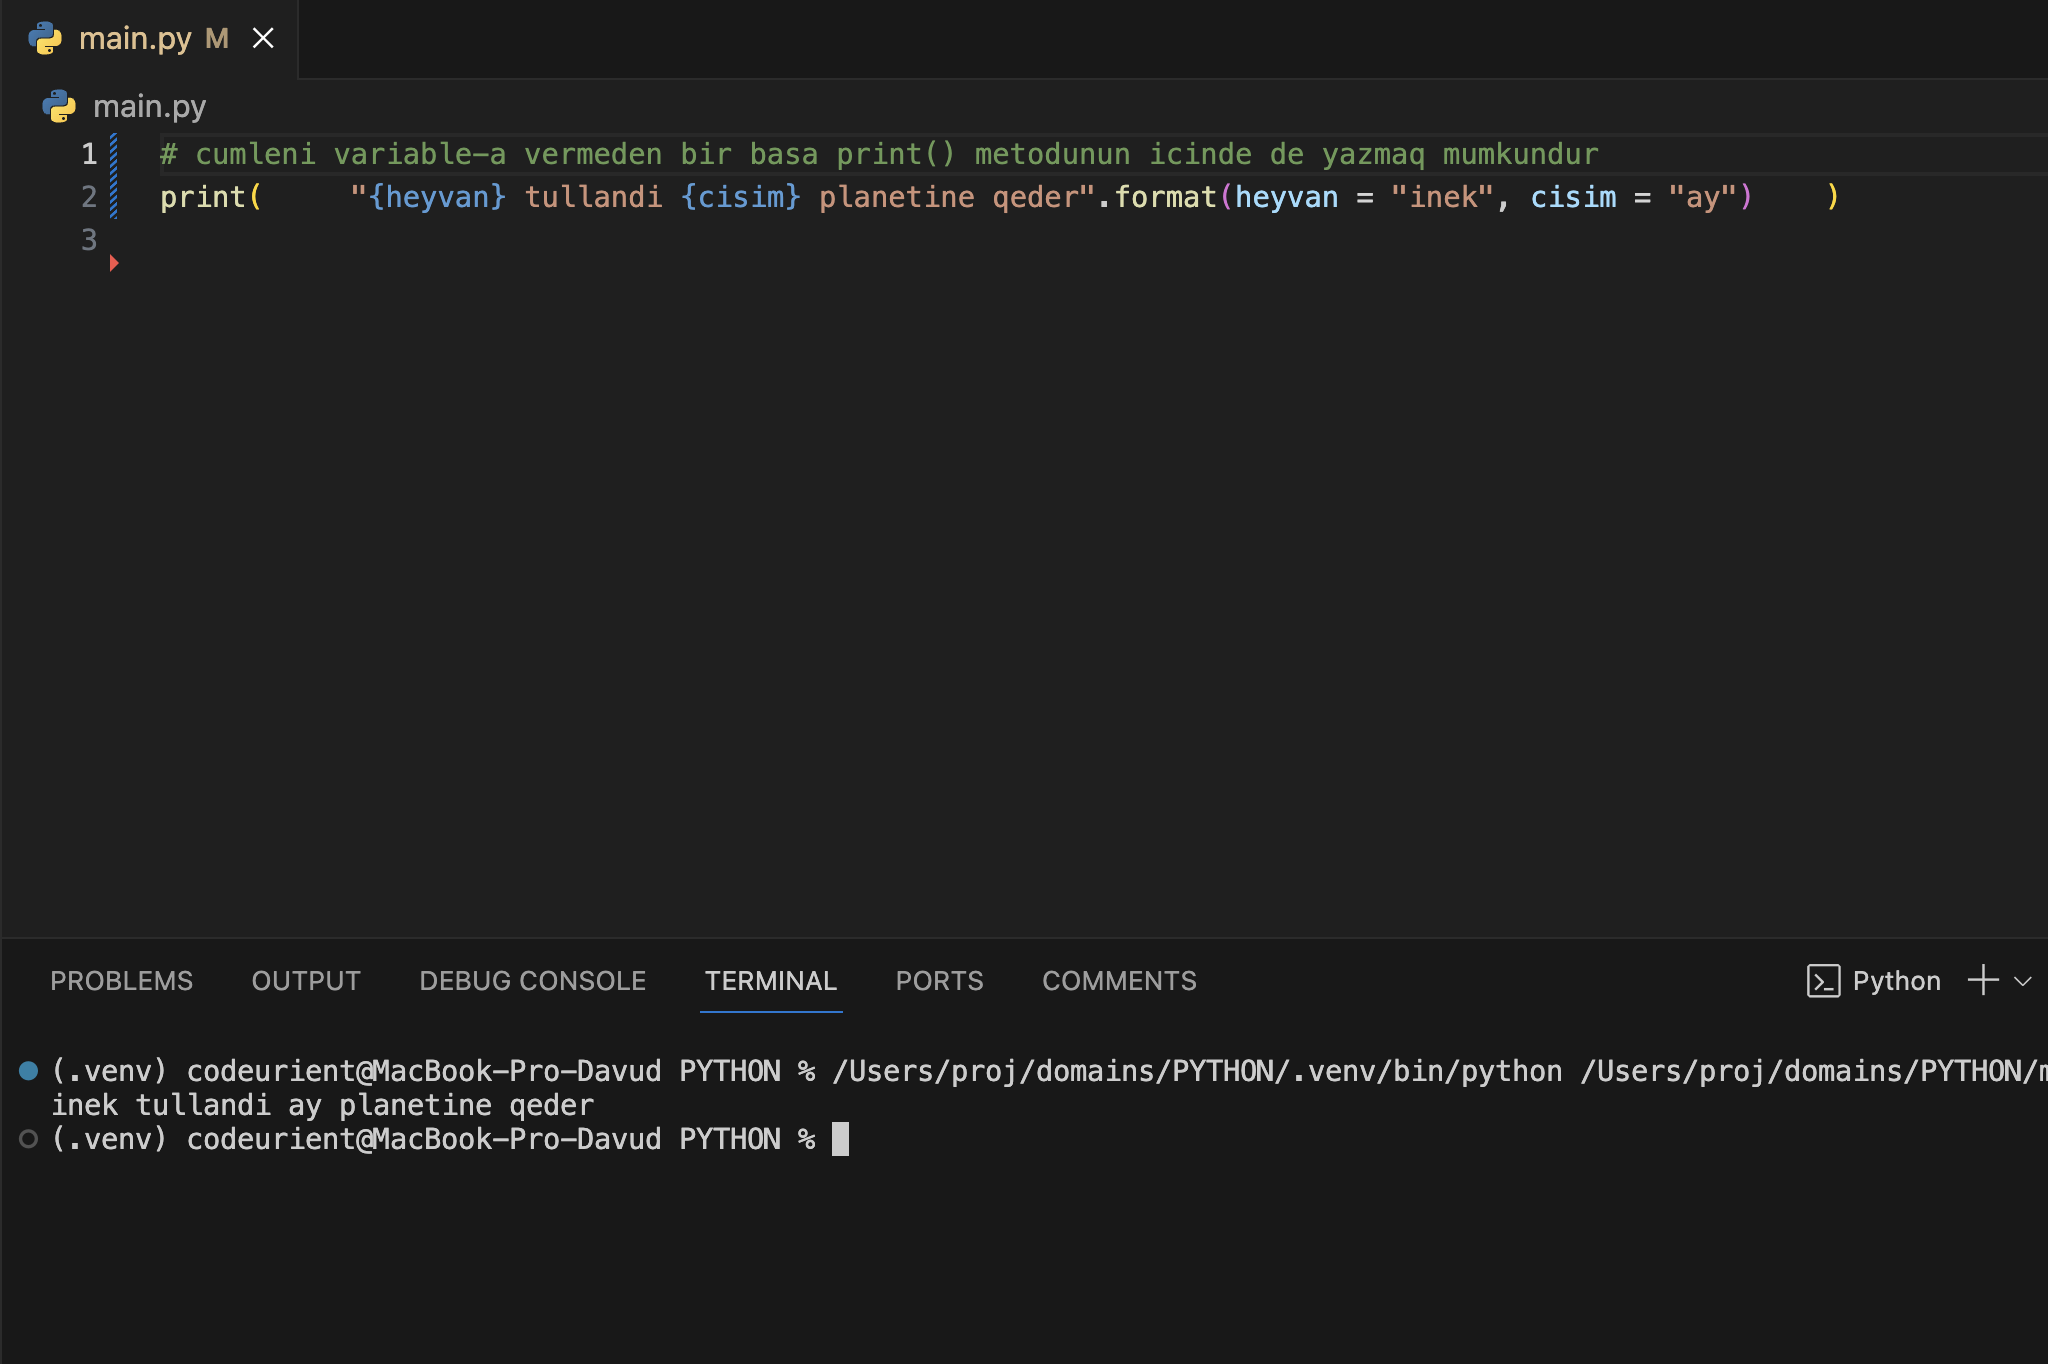 main.py M
main.py
1 # cumleni variable-a vermeden bir basa print() metodunun icinde de yazmaq mumkundur
2 print(     "{heyvan} tullandi {cisim} planetine qeder".format(heyvan = "inek", cisim = "ay")    )
3
PROBLEMS OUTPUT DEBUG CONSOLE TERMINAL PORTS COMMENTS Python
(.venv) codeurient@MacBook-Pro-Davud PYTHON % /Users/proj/domains/PYTHON/.venv/bin/python /Users/proj/domains/PYTHON/m
inek tullandi ay planetine qeder
(.venv) codeurient@MacBook-Pro-Davud PYTHON %